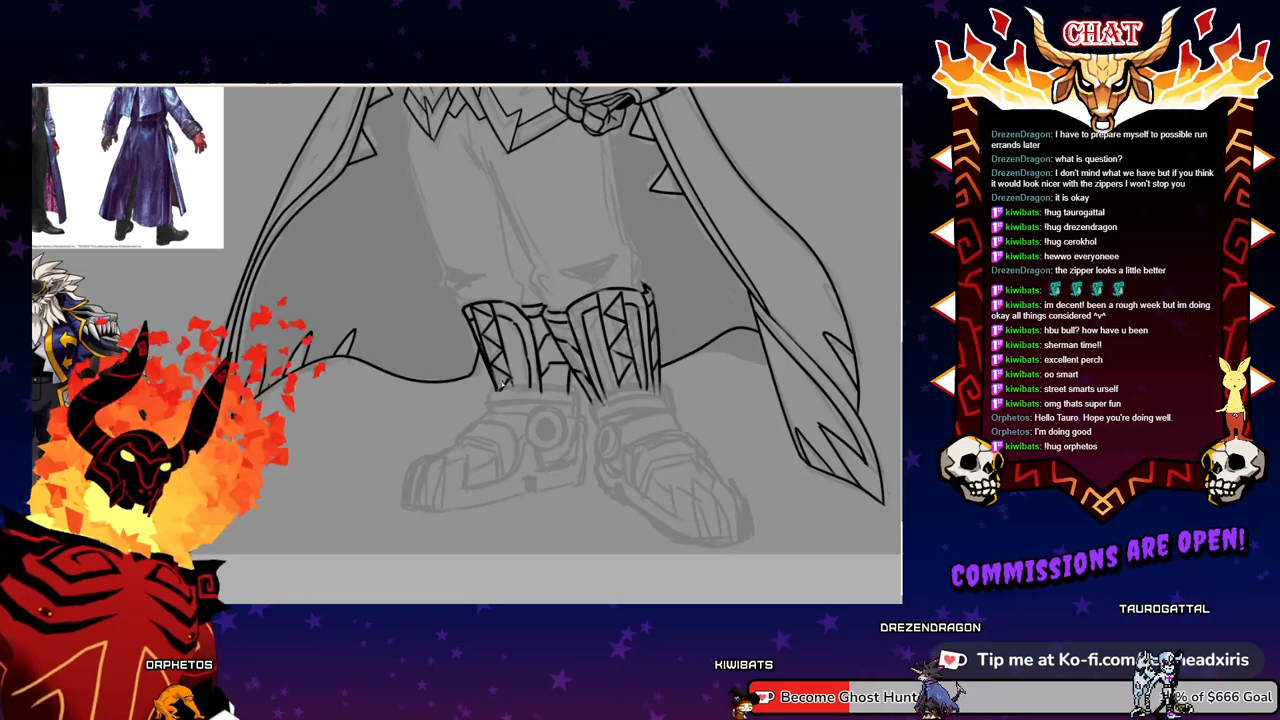 CHAT
DrezenDragon: I have to prepare myself to possible run
errands later
DrezenDragon: what is question?
DrezenDragon: I don't mind what we have but if you think
it would look nicer with the zippers I won't stop you
DrezenDragon: it is okay
kiwibats: !hug taurogattal
kiwibats: !hug drezendragon
kiwibats: !hug cerokhol
kiwibats: hewwo everyoneee
DrezenDragon: the zipper looks a little better
kiwibats:
kiwibats: im decent! been a rough week but im doing
okay all things considered ^v^
kiwibats: hbu bull? how have u been
kiwibats: sherman time!!
kiwibats: excellent perch
kiwibats: oo smart
kiwibats: street smarts urself
kiwibats: omg thats super fun
Orphetos: Hello Tauro. Hope you're doing well.
Orphetos: I'm doing good
kiwibats: !hug orphetos
COMMISSIONS ARE OPEN!
TAUROGATTAL
DREZENDRAGON
ORPHETOS
KIWIBATS
Tip me at Ko-fi.com
eadxiris
Become Ghost Hunt
% of $666 Goal